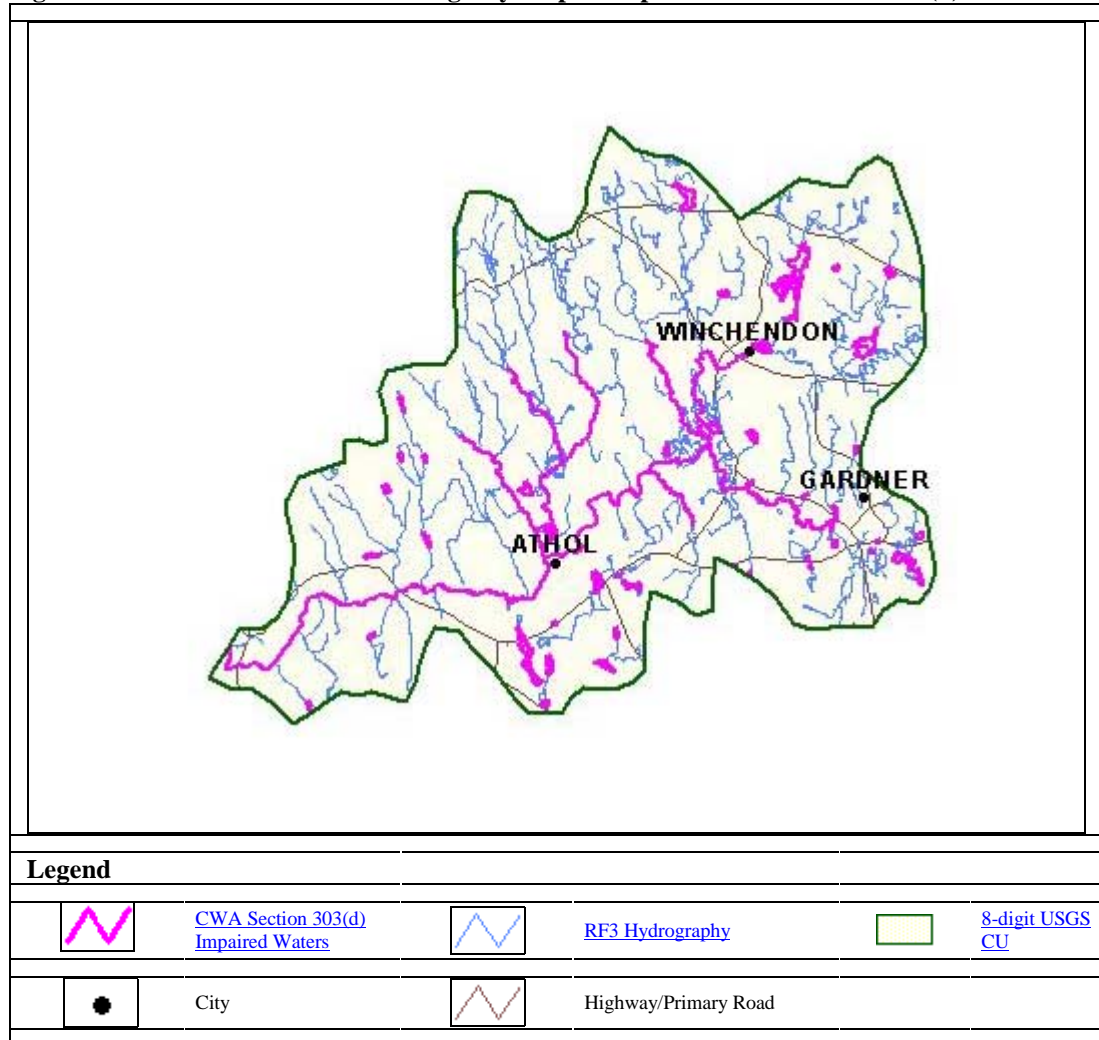 WINCHENDON
GARDNER
ATHOL
Legend
CWA Section 303(d)
Impaired Waters
RF3 Hydrography
8-digit USGS
CU
City
Highway/Primary Road